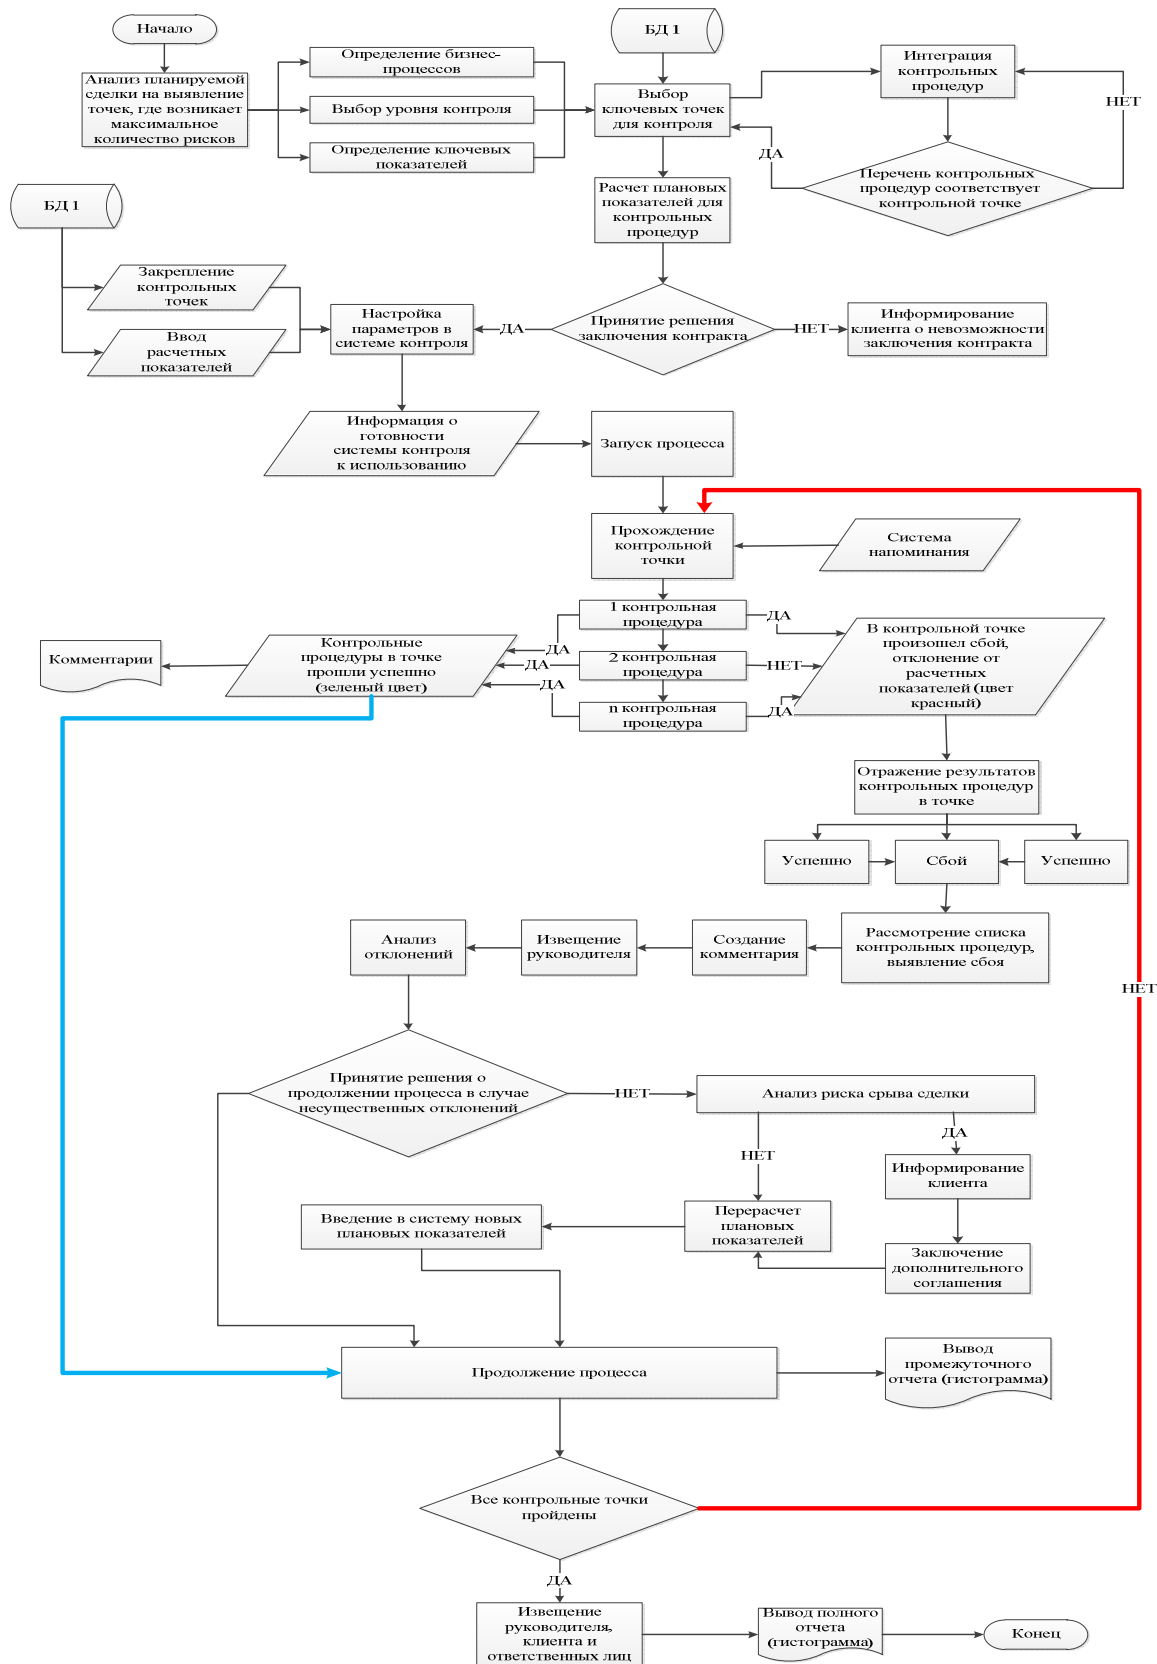 Начало
БД 1
Анализ планируемой
сделки на выявление
точек, где возникает
максимальное
количество рисков
Определение бизнес-
процессов
Выбор уровня контроля
Определение ключевых
показателей
Выбор
ключевых точек
для контроля
Интеграция
контрольных
процедур
НЕТ
ДА
Перечень контрольных
процедур соответствует
контрольной точке
Расчет плановых
показателей для
контрольных
процедур
БД 1
Закрепление
контрольных
точек
Ввод
расчетных
показателей
Настройка
параметров в
системе контроля
ДА
Принятие решения
заключения контракта
НЕТ
Информирование
клиента о невозможности
заключения контракта
Информация о
готовности
системы контроля
к использованию
Запуск процесса
Прохождение
контрольной
точки
Система
напоминания
1 контрольная
процедура
2 контрольная
процедура
n контрольная
процедура
ДА
ДА
ДА
ДА
НЕТ
ДА
Комментарии
Контрольные
процедуры в точке
прошли успешно
(зеленый цвет)
В контрольной точке
произошел сбой,
отклонение от
расчетных
показателей (цвет
красный)
Отражение результатов
контрольных процедур
в точке
Успешно
Сбой
Успешно
Рассмотрение списка
контрольных процедур,
выявление сбоя
Создание
комментария
Извещение
руководителя
Анализ
отклонений
НЕТ
Принятие решения о
продолжении процесса в случае
несущественных отклонений
НЕТ
Анализ риска срыва сделки
НЕТ
ДА
Информирование
клиента
Заключение
дополнительного
соглашения
Перерасчет
плановых
показателей
Введение в систему новых
плановых показателей
Продолжение процесса
Вывод
промежуточного
отчета (гистограмма)
Все контрольные точки
пройдены
ДА
Извещение
руководителя,
клиента и
ответственных лиц
Вывод полного
отчета
(гистограмма)
Конец